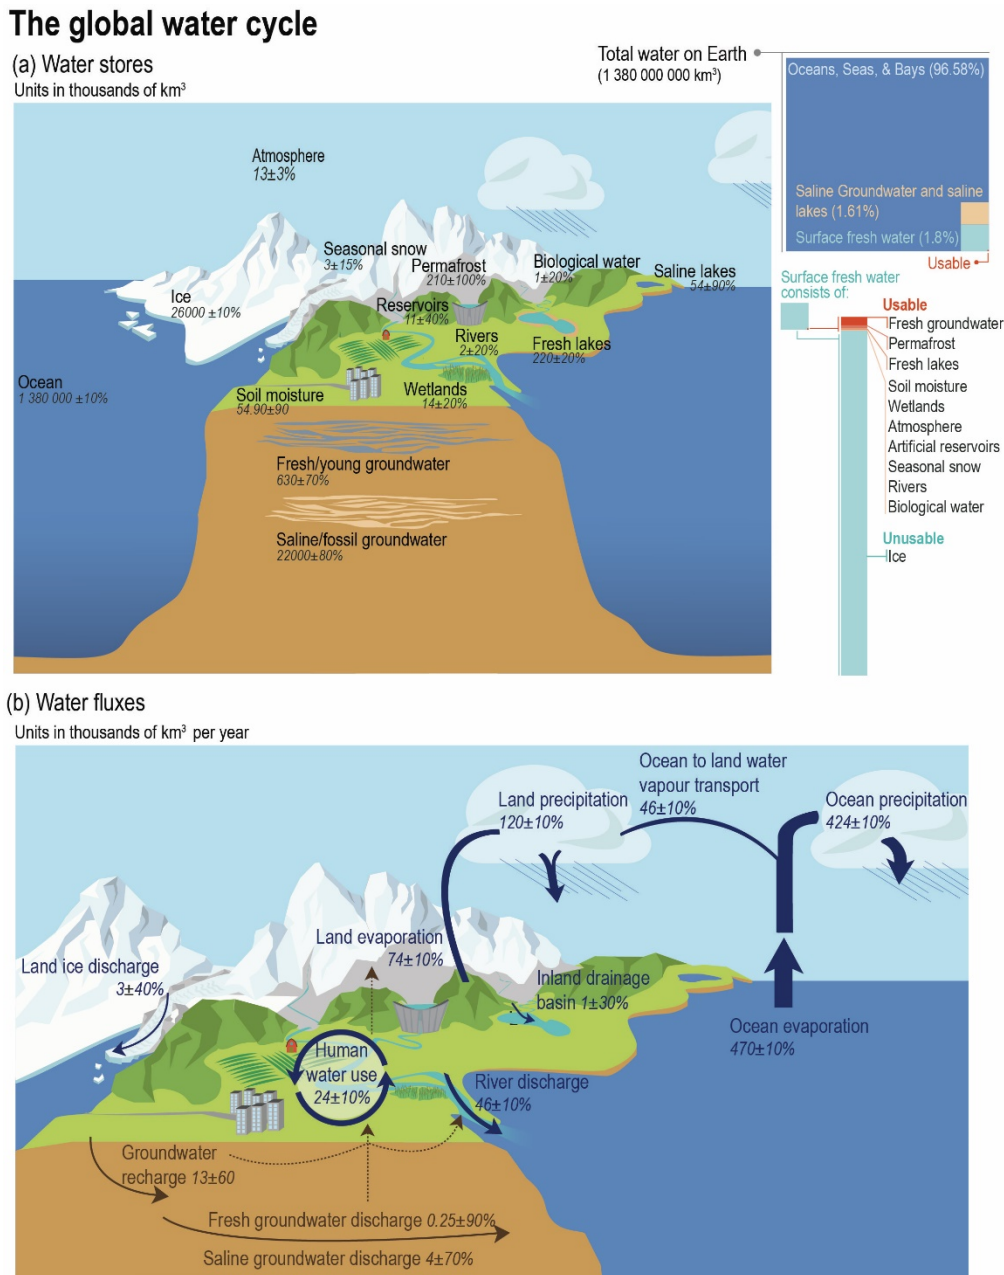 The global water cycle
(a) Water stores
Units in thousands of km³
Total water on Earth
(1 380 000 000 km³)
Oceans, Seas, & Bays (96.58%)
Saline Groundwater and saline
lakes (1.61%)
Surface fresh water (1.8%)
Usable
Surface fresh water
consists of:
Usable
Fresh groundwater
Permafrost
Fresh lakes
Soil moisture
Wetlands
Atmosphere
Artificial reservoirs
Seasonal snow
Rivers
Biological water
Unusable
Ice
Atmosphere
13±3%
Seasonal snow
3±15%
Permafrost
210±100%
Biological water
1±20%
Saline lakes
54±90%
Ice
26000 ±10%
Reservoirs
11±40%
Rivers
2±20%
Fresh lakes
220±20%
Ocean
1 380 000 ±10%
Soil moisture
54.90±90
Wetlands
14±20%
Fresh/young groundwater
630±70%
Saline/fossil groundwater
22000±80%
(b) Water fluxes
Units in thousands of km³ per year
Ocean to land water
vapour transport
46±10%
Land precipitation
120±10%
Ocean precipitation
424±10%
Land evaporation
74±10%
Land ice discharge
3±40%
Inland drainage
basin 1±30%
Ocean evaporation
470±10%
Human
water use
24±10%
River discharge
46±10%
Groundwater
recharge 13±60
Fresh groundwater discharge 0.25±90%
Saline groundwater discharge 4±70%